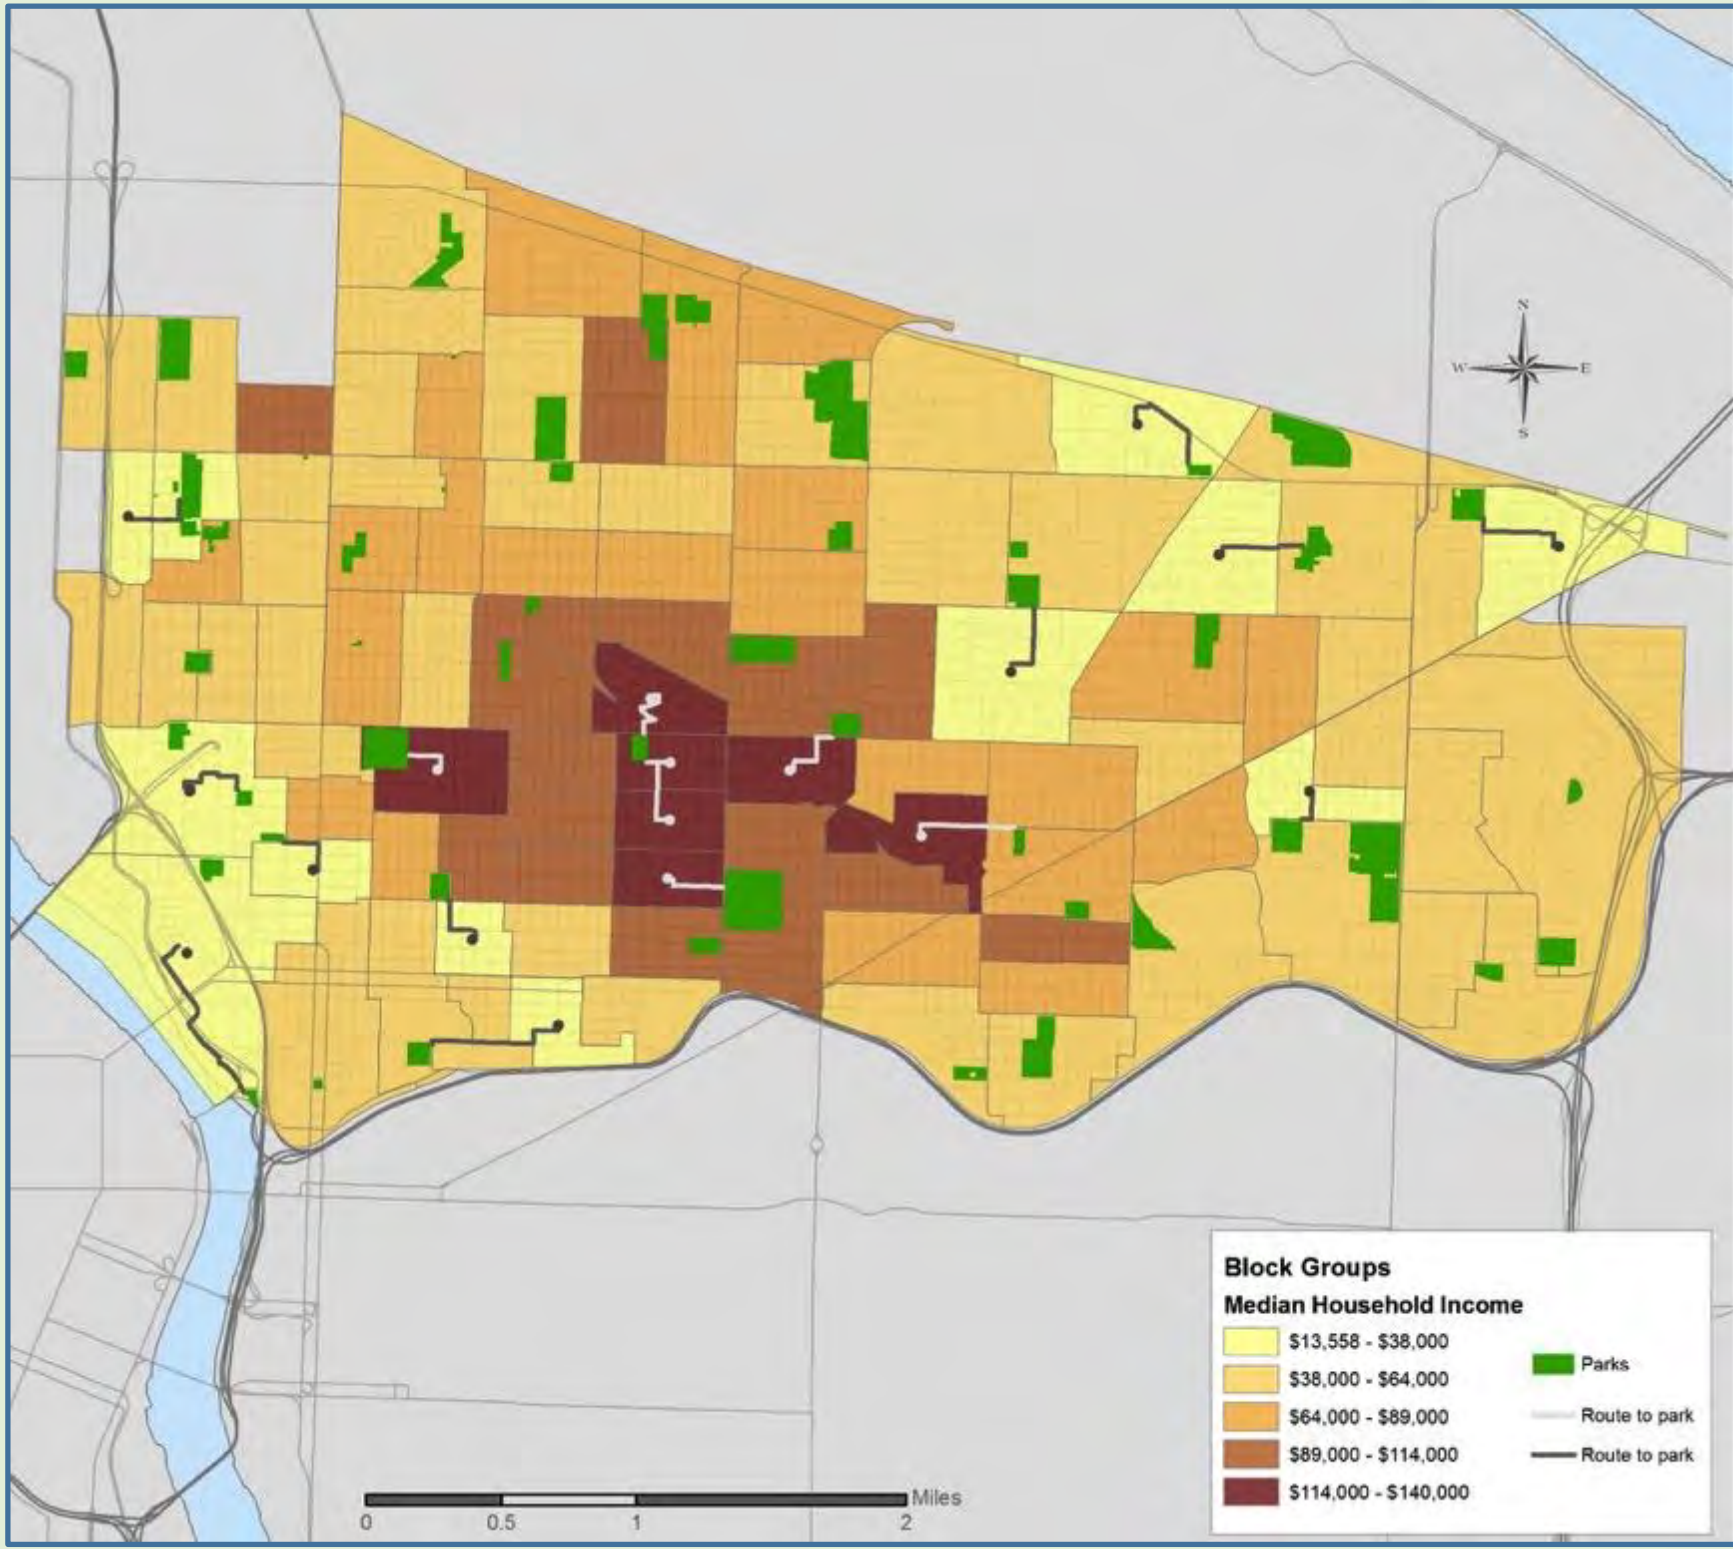 N
W E
S
Block Groups
Median Household Income
$13,558 - $38,000
$38,000 - $64,000
$64,000 - $89,000
$89,000 - $114,000
$114,000 - $140,000
Parks
Route to park
Route to park
Miles
0 0.5 1 2